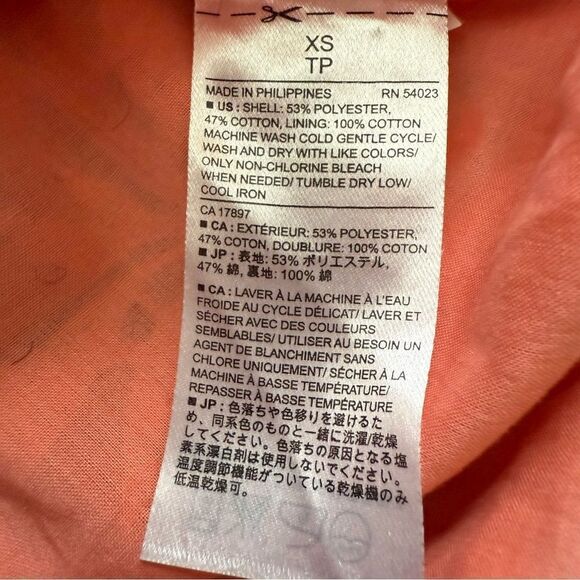 XS
TP
MADE IN PHILIPPINES RN 54023
■ US : SHELL: 53% POLYESTER,
47% COTTON, LINING: 100% COTTON
MACHINE WASH COLD GENTLE CYCLE/
WASH AND DRY WITH LIKE COLORS/
ONLY NON-CHLORINE BLEACH
WHEN NEEDED/ TUMBLE DRY LOW/
COOL IRON
CA 17897
■ CA : EXTÉRIEUR: 53% POLYESTER,
47% COTON, DOUBLURE: 100% COTON
■ JP : 表地: 53% ポリエステル,
47% 綿, 裏地: 100% 綿
■ CA : LAVER À LA MACHINE À L'EAU
FROIDE AU CYCLE DÉLICAT/ LAVER ET
SÉCHER AVEC DES COULEURS
SEMBLABLES/ UTILISER AU BESOIN UN
AGENT DE BLANCHIMENT SANS
CHLORE UNIQUEMENT/ SÉCHER À LA
MACHINE À BASSE TEMPÉRATURE/
REPASSER À BASSE TEMPÉRATURE
■ JP : 色落ちや色移りを避けるた
め、同系色のものと一緒に洗濯/乾燥
してください。色落ちの原因となる塩
素系漂白剤は使用しないでください。
温度調節機能がついている乾燥機のみ
低温乾燥可。